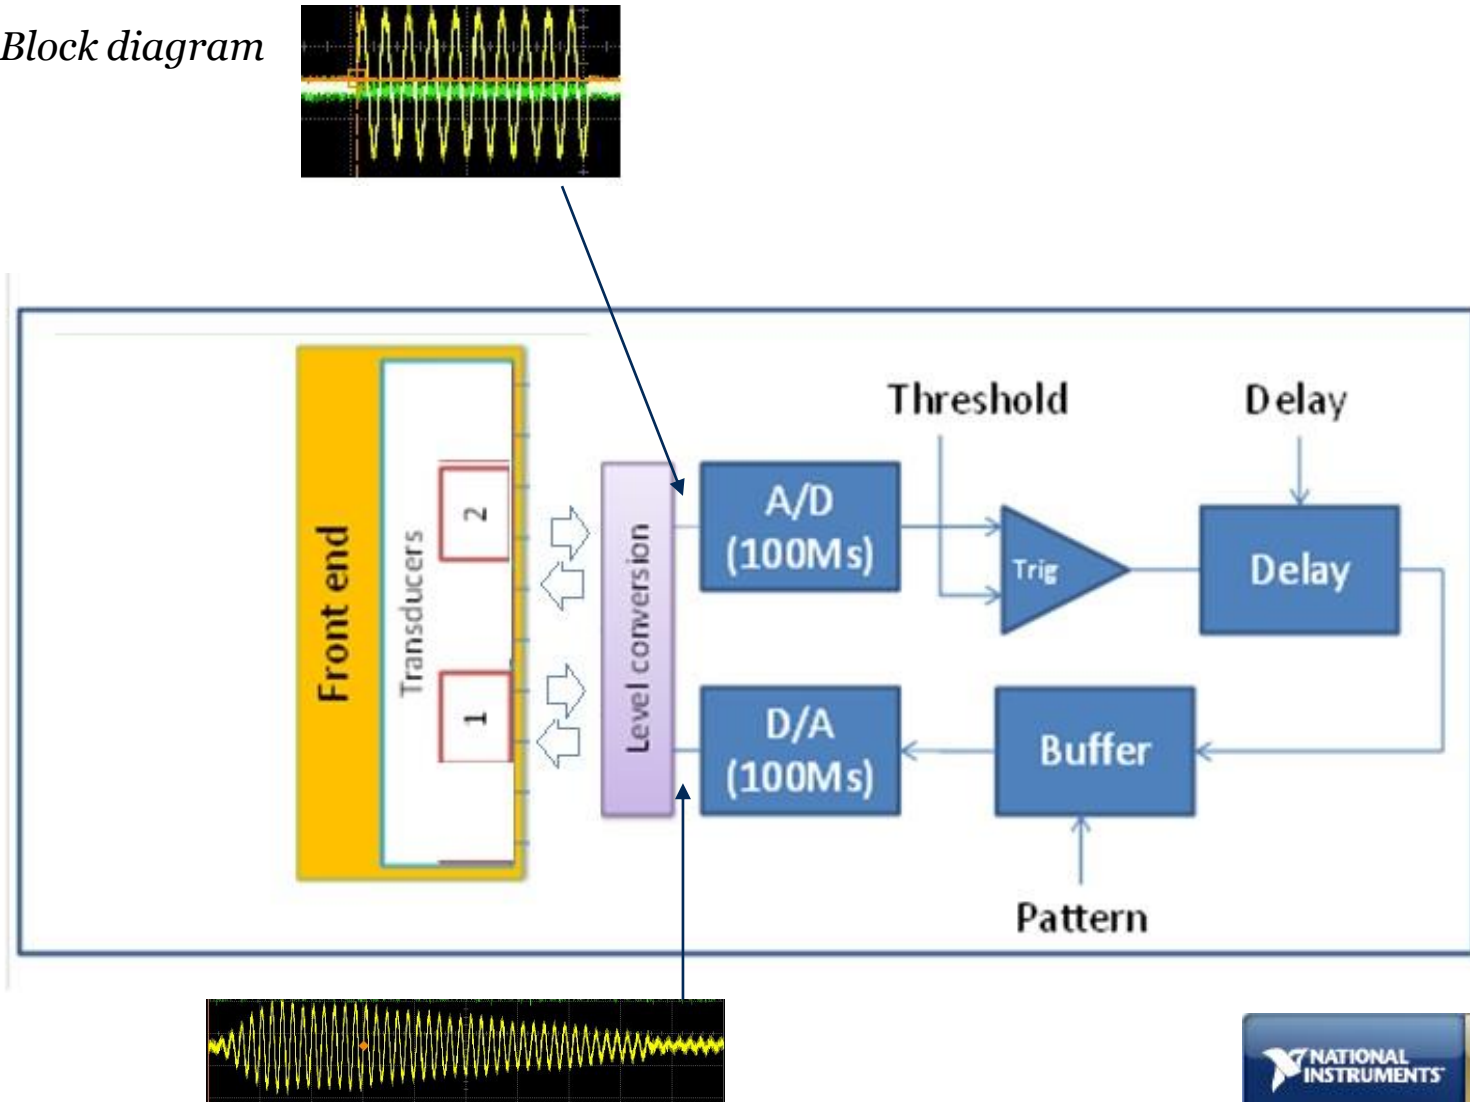 Block diagram
Threshold
Delay
Front end
Transducers
2
1
Level conversion
A/D
(100Ms)
Trig
Delay
D/A
(100Ms)
Buffer
Pattern
NATIONAL
INSTRUMENTS